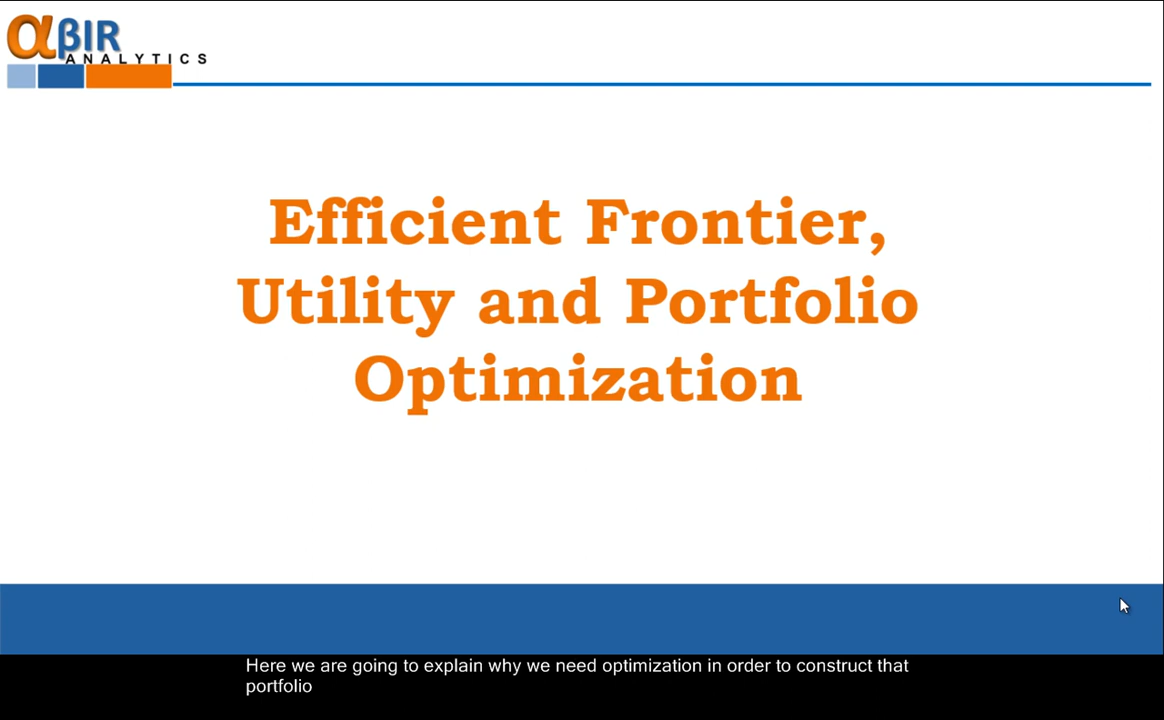 αβIR
ANALYTICS
Efficient Frontier,
Utility and Portfolio
Optimization
Here we are going to explain why we need optimization in order to construct that
portfolio